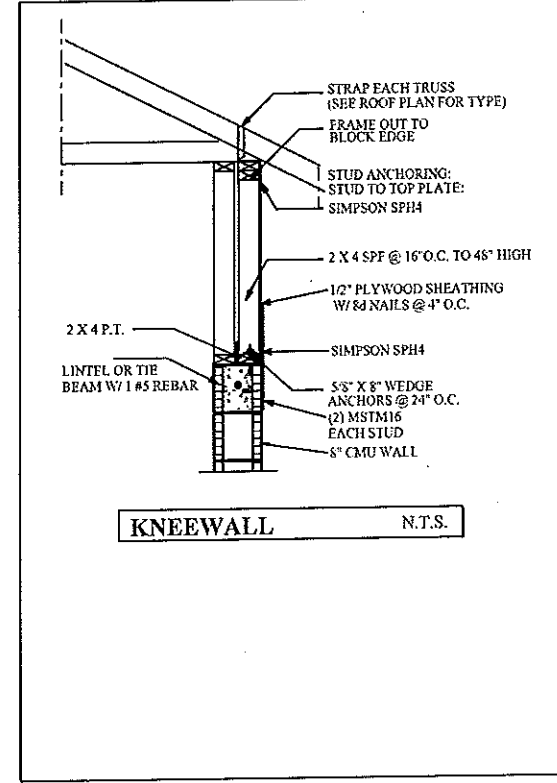 STRAP EACH TRUSS
(SEE ROOF PLAN FOR TYPE)
FRAME OUT TO
BLOCK EDGE
STUD ANCHORING:
STUD TO TOP PLATE:
SIMPSON SPH4
2 X 4 SPF @ 16" O.C. TO 48" HIGH
1/2" PLYWOOD SHEATHING
W/ 8d NAILS @ 4" O.C.
2 X 4 P.T.
SIMPSON SPH4
LINTEL OR TIE
BEAM W/ 1 #5 REBAR
5/8" X 8" WEDGE
ANCHORS @ 24" O.C.
(2) MSTM16
EACH STUD
8" CMU WALL
KNEEWALL N.T.S.